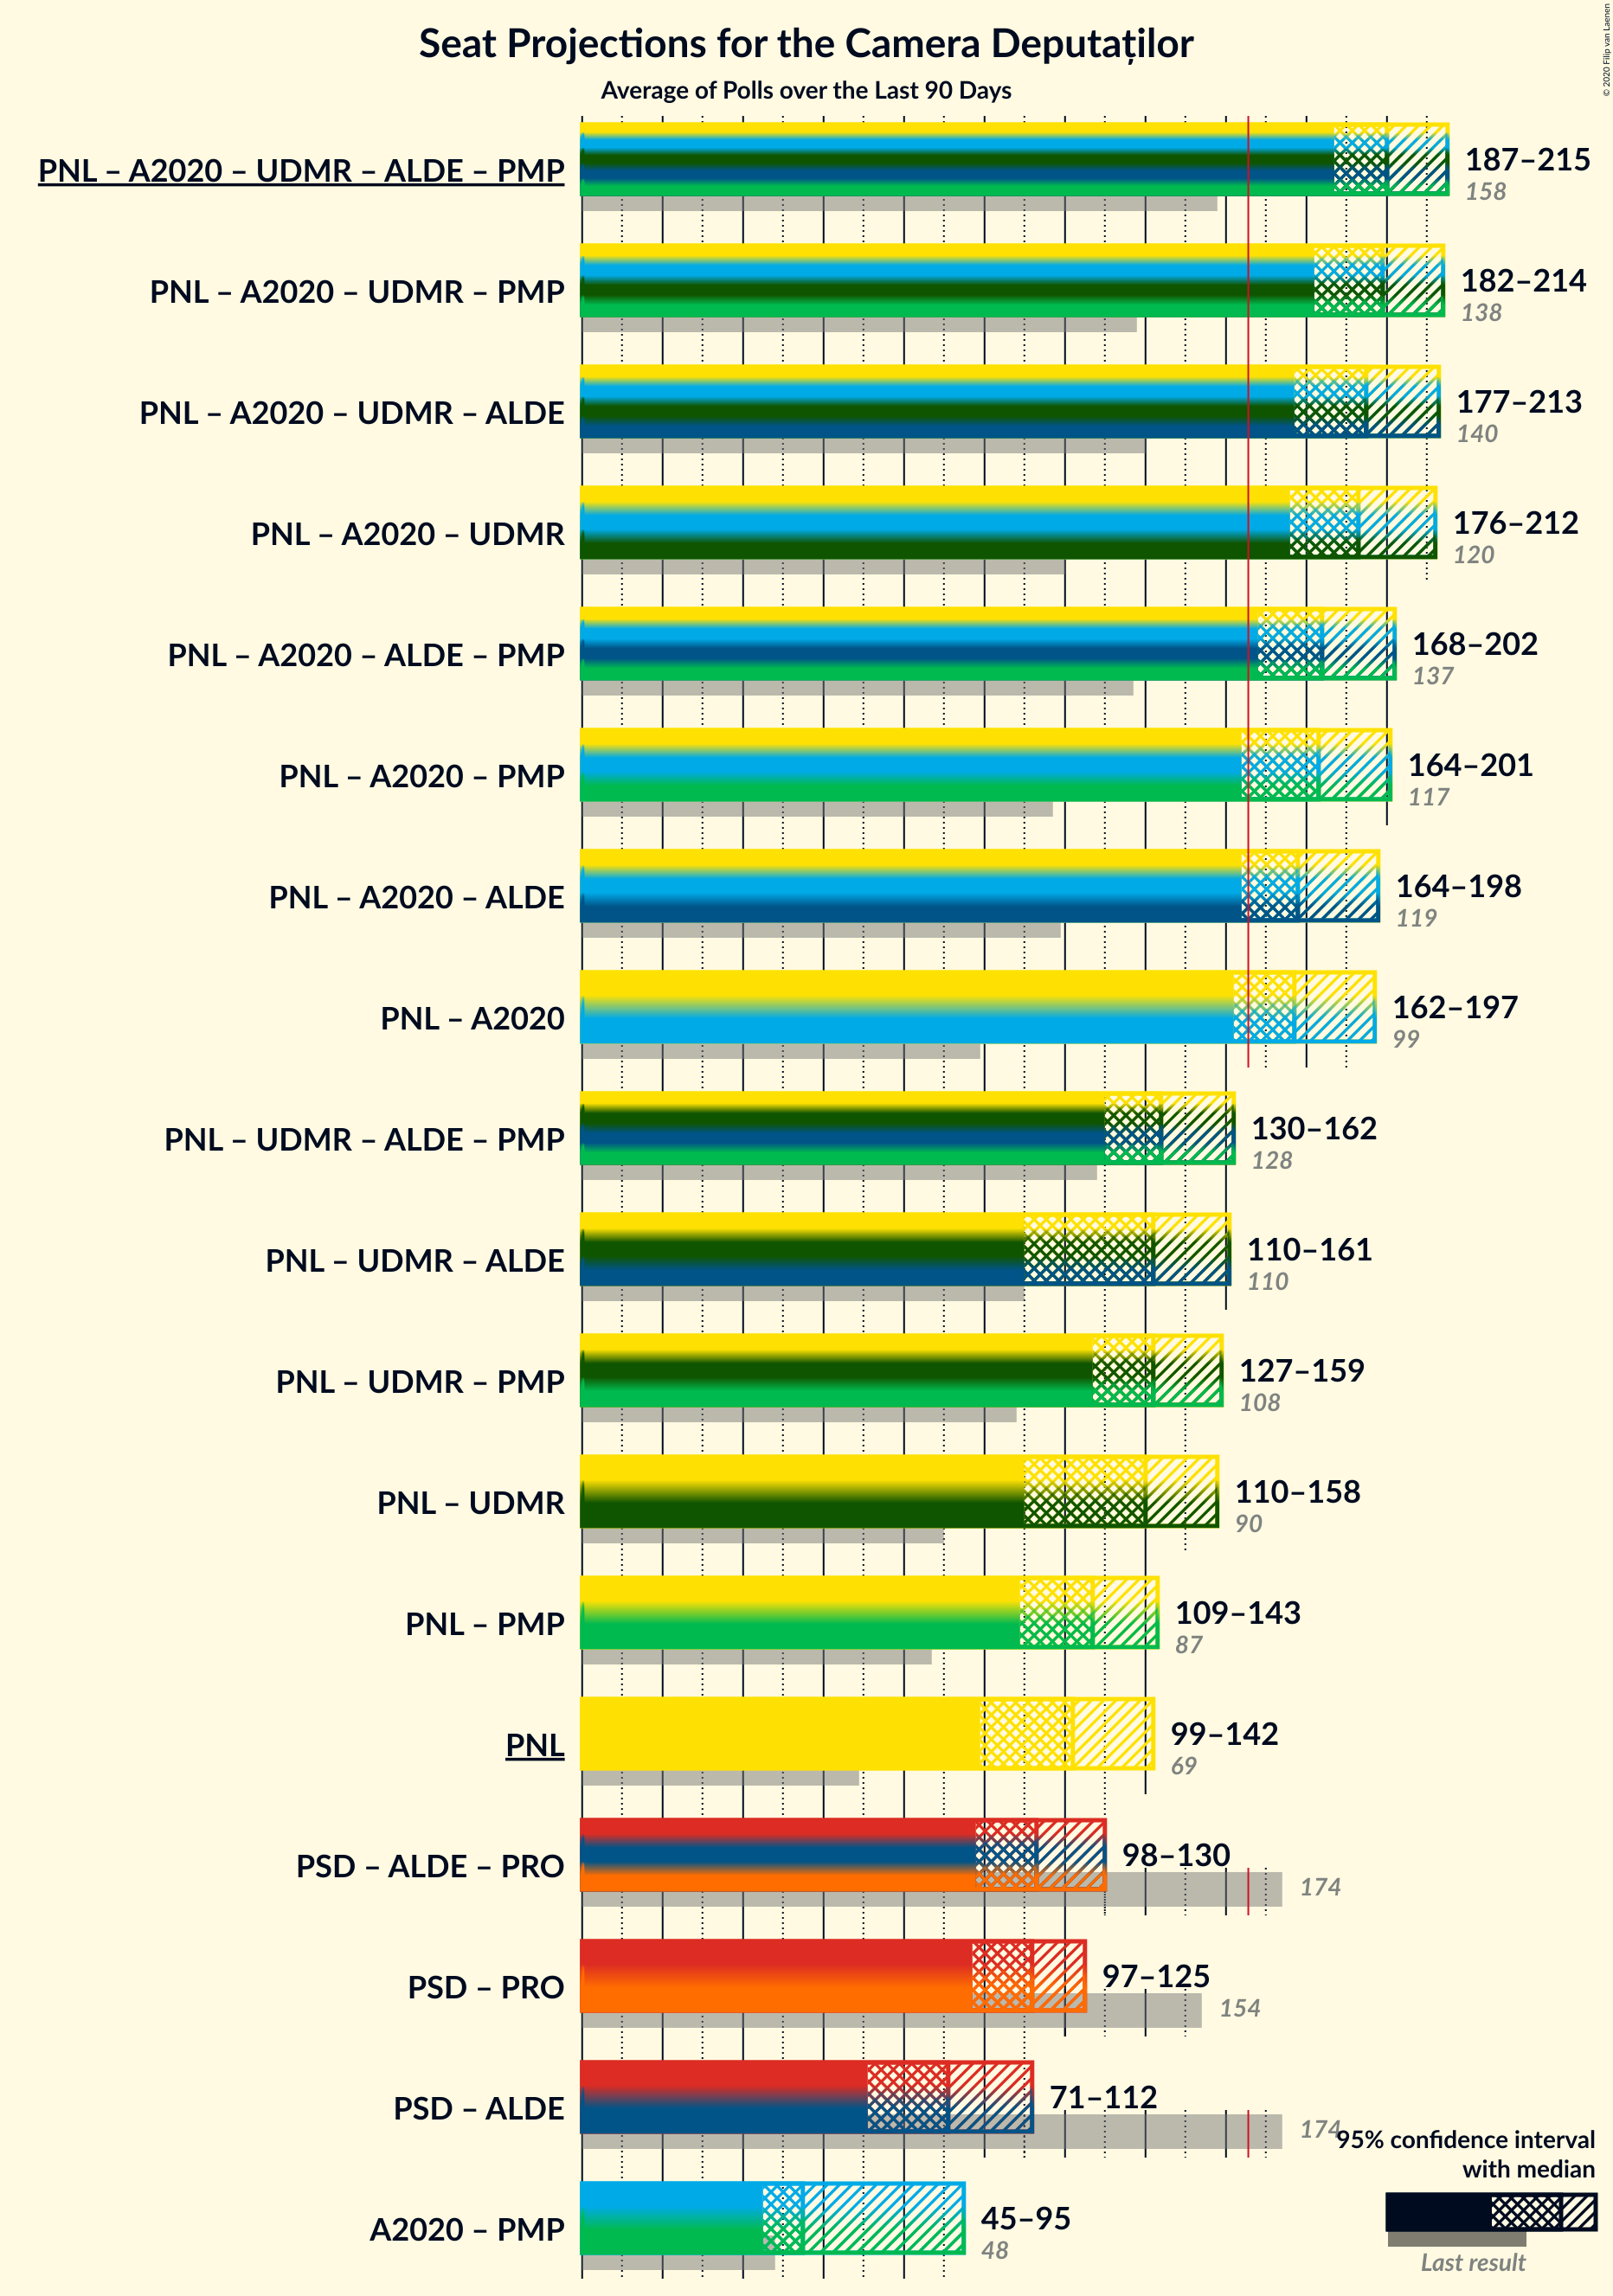 Seat Projections for the Camera Deputaților
Average of Polls over the Last 90 Days
© 2020 Filip van Laenen
PNL – A2020 – UDMR – ALDE – PMP
187–215
158
PNL – A2020 – UDMR – PMP
182–214
138
PNL – A2020 – UDMR – ALDE
177–213
140
PNL – A2020 – UDMR
176–212
120
PNL – A2020 – ALDE – PMP
168–202
137
PNL – A2020 – PMP
164–201
117
PNL – A2020 – ALDE
164–198
119
PNL – A2020
162–197
99
PNL – UDMR – ALDE – PMP
130–162
128
PNL – UDMR – ALDE
110–161
110
PNL – UDMR – PMP
127–159
108
PNL – UDMR
110–158
90
PNL – PMP
109–143
87
PNL
99–142
69
PSD – ALDE – PRO
98–130
174
PSD – PRO
97–125
154
PSD – ALDE
71–112
174
A2020 – PMP
45–95
48
95% confidence interval
with median
Last result